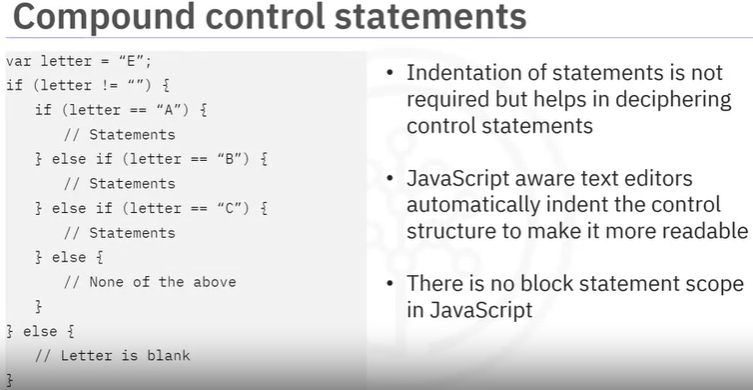 Compound control statements
var letter = “E”;
if (letter != “”) {
if (letter == “A”) {
// Statements
} else if (letter == “B”) {
// Statements
} else if (letter == “C”) {
// Statements
} else {
// None of the above
}
} else {
// Letter is blank
}
• Indentation of statements is not
required but helps in deciphering
control statements
• JavaScript aware text editors
automatically indent the control
structure to make it more readable
• There is no block statement scope
in JavaScript